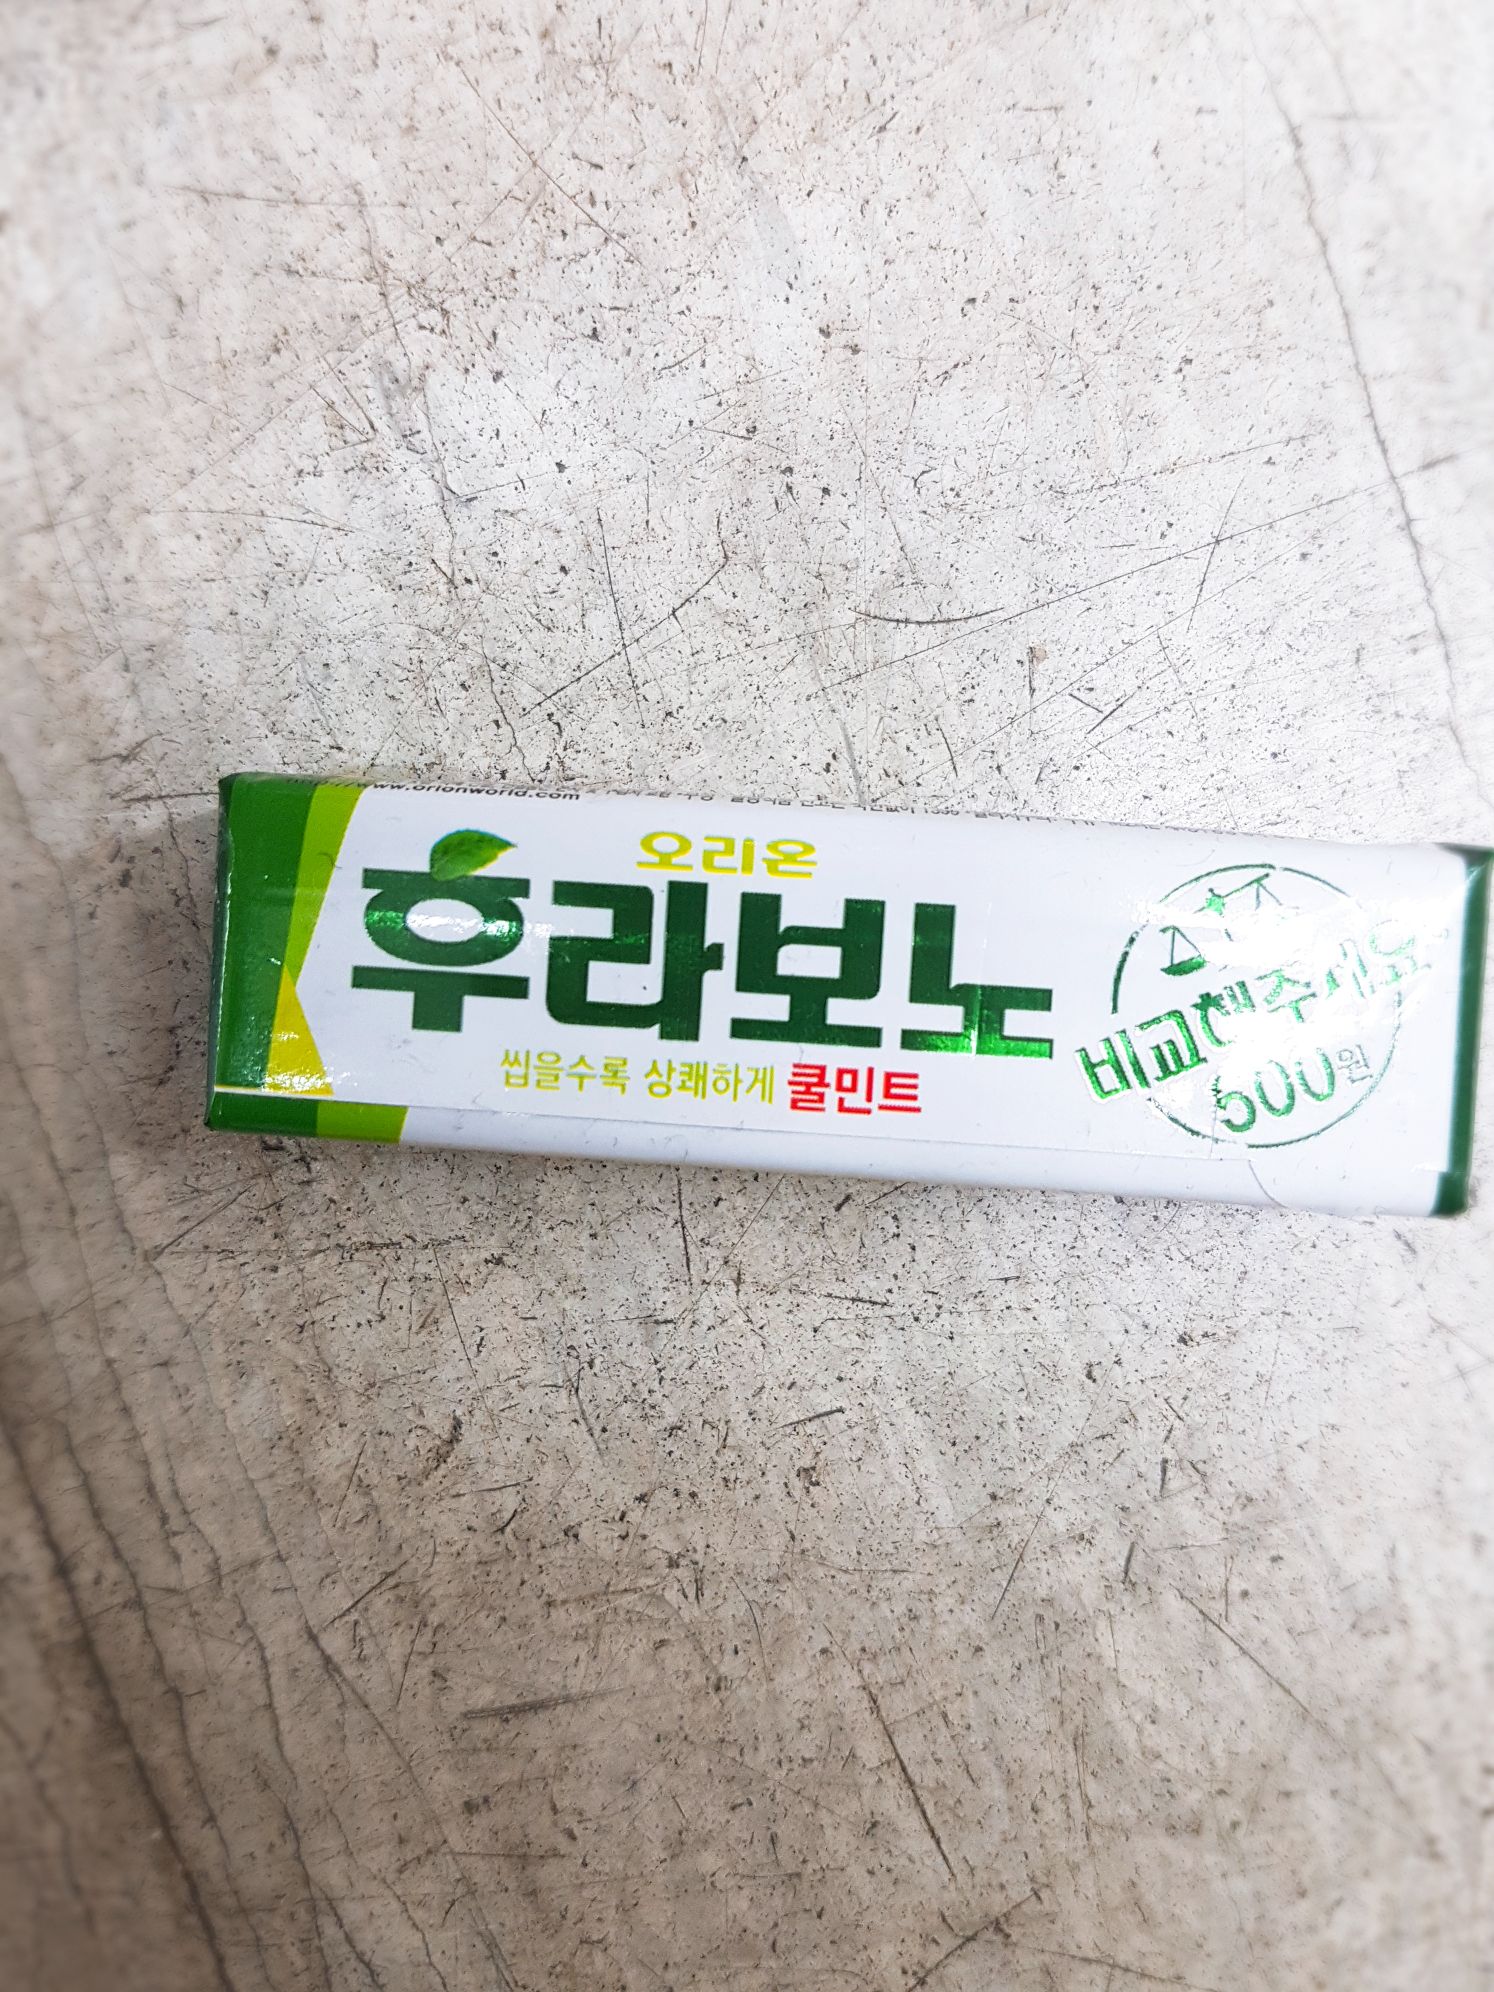 www.orionworld.com
오리온
후라보노
씹을수록 상쾌하게 쿨민트
비교해주세요
500원